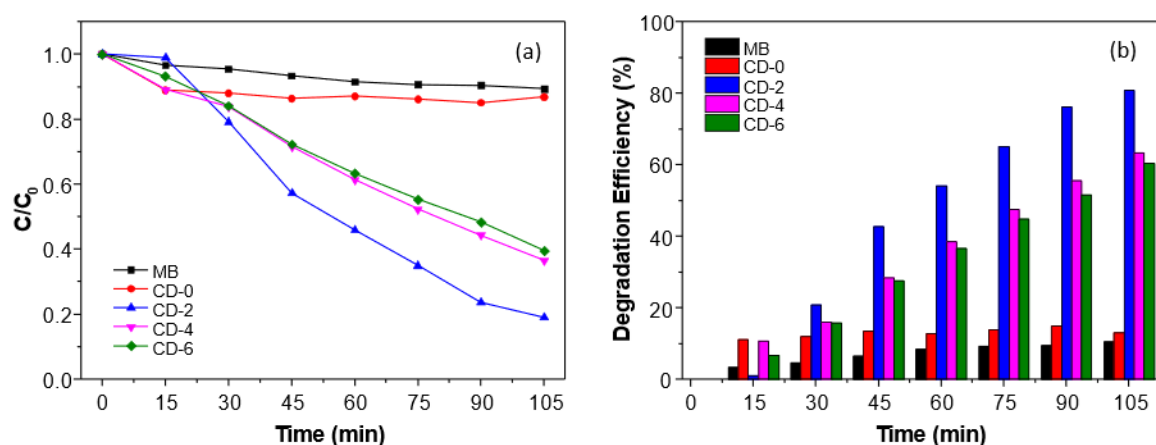 (a)
C/C₀
1.0
0.8
0.6
0.4
0.2
0.0
MB
CD-0
CD-2
CD-4
CD-6
0 15 30 45 60 75 90 105
Time (min)
(b)
Degradation Efficiency (%)
100
80
60
40
20
0
MB
CD-0
CD-2
CD-4
CD-6
0 15 30 45 60 75 90 105
Time (min)